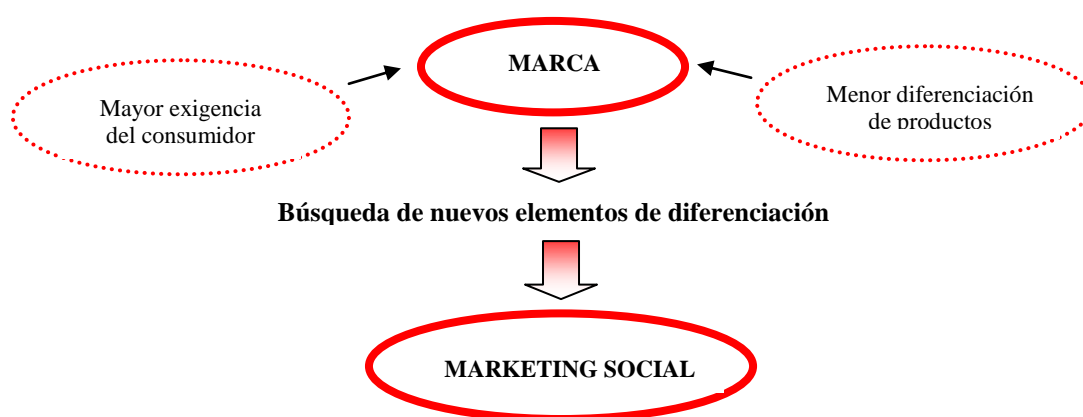 MARCA
Mayor exigencia
del consumidor
Menor diferenciación
de productos
Búsqueda de nuevos elementos de diferenciación
MARKETING SOCIAL